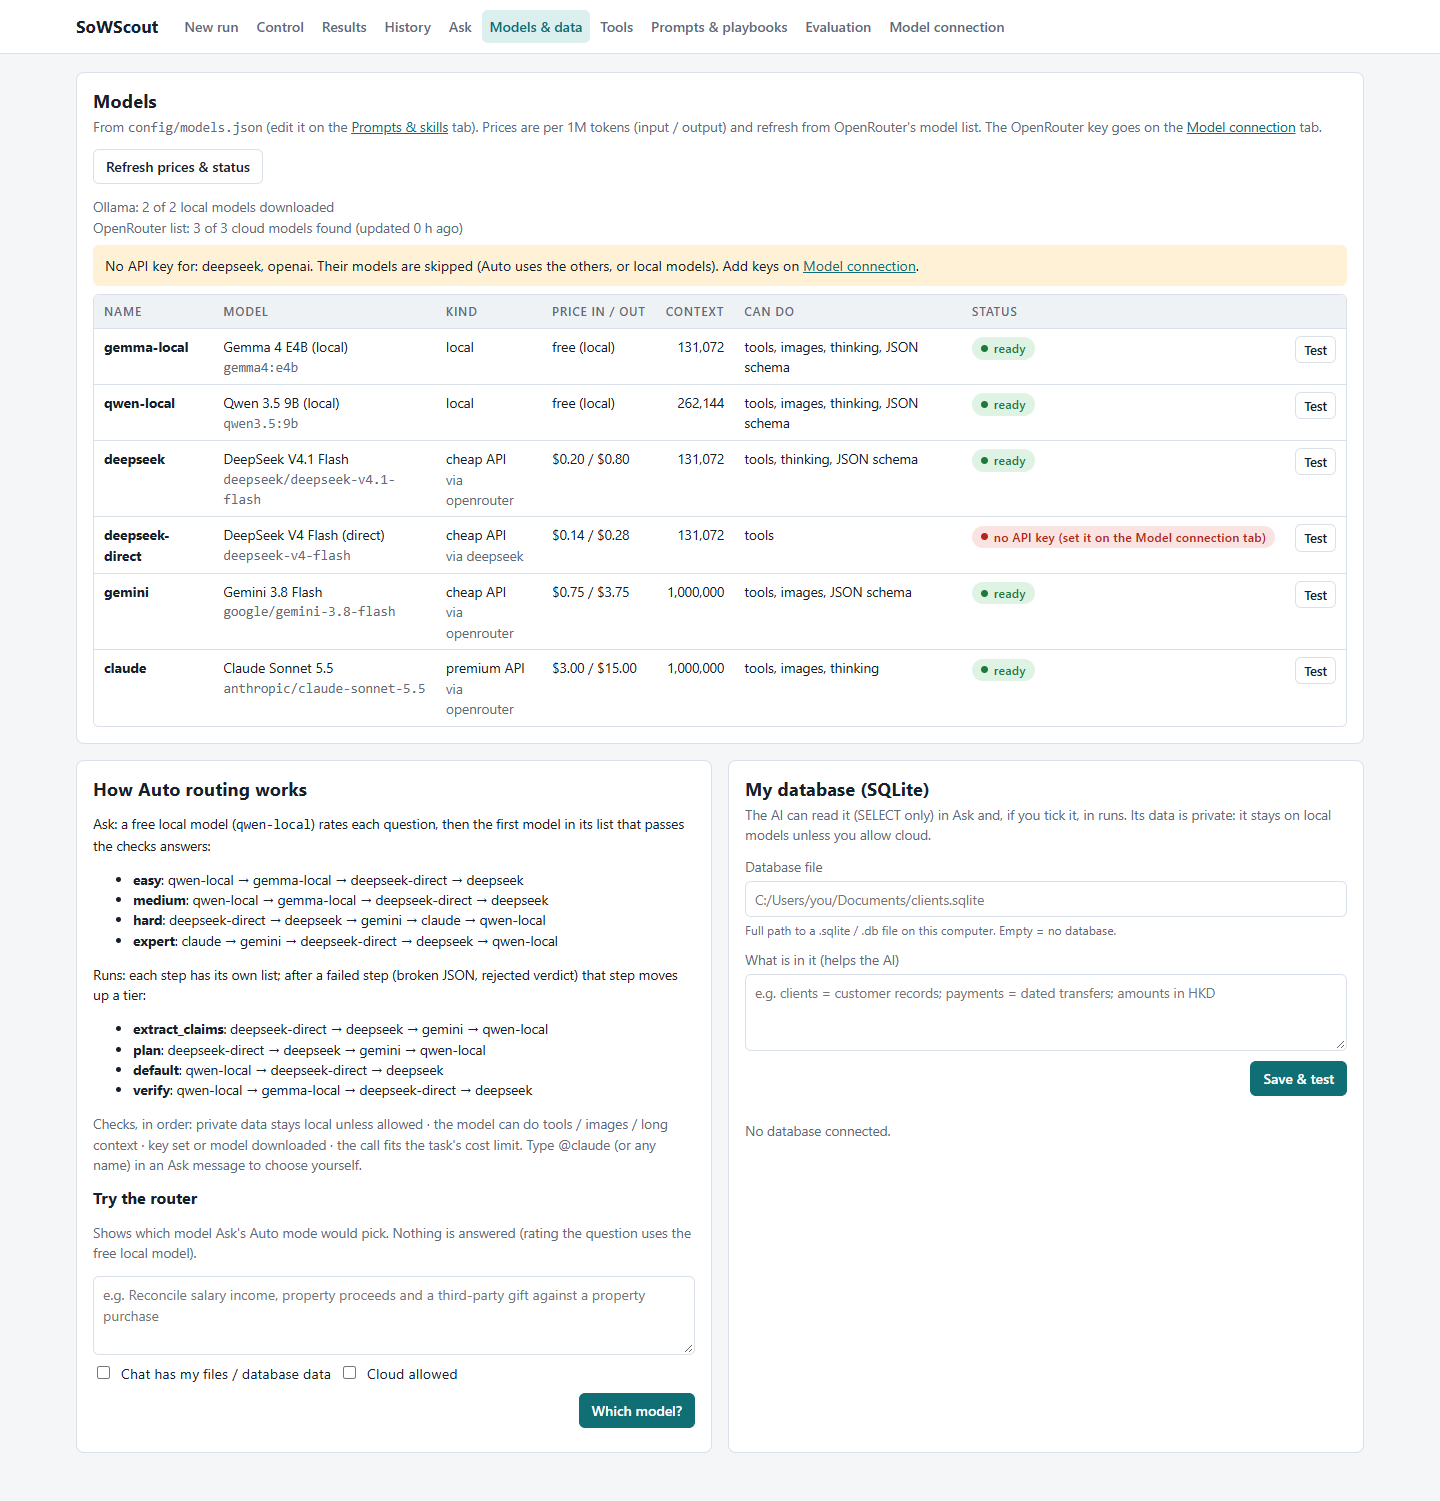 SoWScout New run Control Results History Ask Models & data Tools Prompts & playbooks Evaluation Model connection
Models
From config/models.json (edit it on the Prompts & skills tab). Prices are per 1M tokens (input / output) and refresh from OpenRouter's model list. The OpenRouter key goes on the Model connection tab.
Refresh prices & status
Ollama: 2 of 2 local models downloaded
OpenRouter list: 3 of 3 cloud models found (updated 0 h ago)
No API key for: deepseek, openai. Their models are skipped (Auto uses the others, or local models). Add keys on Model connection.
NAME MODEL KIND PRICE IN / OUT CONTEXT CAN DO STATUS
gemma-local Gemma 4 E4B (local) local free (local) 131,072 tools, images, thinking, JSON ready Test
gemma4:e4b schema
qwen-local Qwen 3.5 9B (local) local free (local) 262,144 tools, images, thinking, JSON ready Test
qwen3.5:9b schema
deepseek DeepSeek V4.1 Flash cheap API $0.20 / $0.80 131,072 tools, thinking, JSON schema ready Test
deepseek/deepseek-v4.1- via
flash openrouter
deepseek- DeepSeek V4 Flash (direct) cheap API $0.14 / $0.28 131,072 tools no API key (set it on the Model connection tab) Test
direct deepseek-v4-flash via deepseek
gemini Gemini 3.8 Flash cheap API $0.75 / $3.75 1,000,000 tools, images, JSON schema ready Test
google/gemini-3.8-flash via
openrouter
claude Claude Sonnet 5.5 premium API $3.00 / $15.00 1,000,000 tools, images, thinking ready Test
anthropic/claude-sonnet-5.5 via
openrouter
How Auto routing works
Ask: a free local model (qwen-local) rates each question, then the first model in its list that passes
the checks answers:
• easy: qwen-local → gemma-local → deepseek-direct → deepseek
• medium: qwen-local → gemma-local → deepseek-direct → deepseek
• hard: deepseek-direct → deepseek → gemini → claude → qwen-local
• expert: claude → gemini → deepseek-direct → deepseek → qwen-local
Runs: each step has its own list; after a failed step (broken JSON, rejected verdict) that step moves
up a tier:
• extract_claims: deepseek-direct → deepseek → gemini → qwen-local
• plan: deepseek-direct → deepseek → gemini → qwen-local
• default: qwen-local → deepseek-direct → deepseek
• verify: qwen-local → gemma-local → deepseek-direct → deepseek
Checks, in order: private data stays local unless allowed · the model can do tools / images / long
context · key set or model downloaded · the call fits the task's cost limit. Type @claude (or any
name) in an Ask message to choose yourself.
Try the router
Shows which model Ask's Auto mode would pick. Nothing is answered (rating the question uses the
free local model).
e.g. Reconcile salary income, property proceeds and a third-party gift against a property
purchase
Chat has my files / database data Cloud allowed
Which model?
My database (SQLite)
The AI can read it (SELECT only) in Ask and, if you tick it, in runs. Its data is private: it stays on local
models unless you allow cloud.
Database file
C:/Users/you/Documents/clients.sqlite
Full path to a .sqlite / .db file on this computer. Empty = no database.
What is in it (helps the AI)
e.g. clients = customer records; payments = dated transfers; amounts in HKD
Save & test
No database connected.